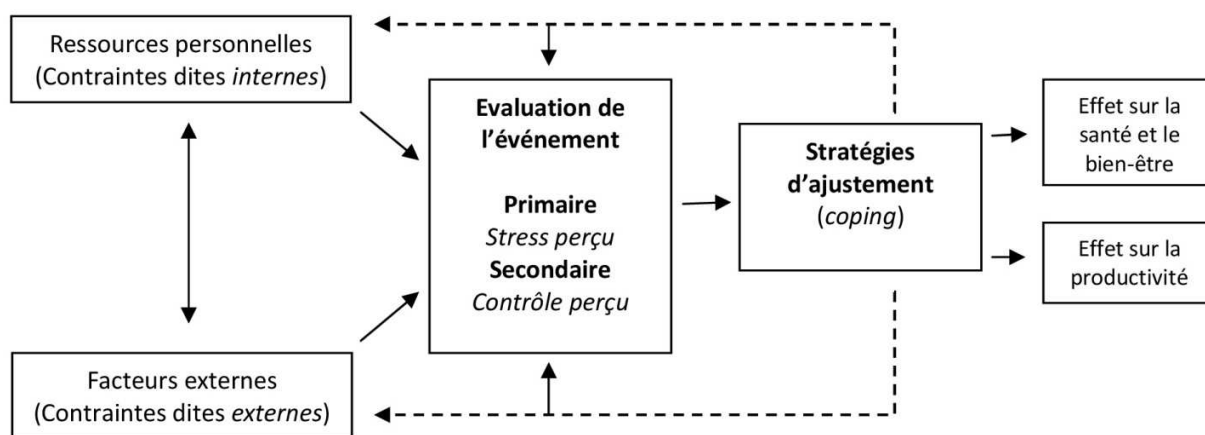 Ressources personnelles
(Contraintes dites internes)
Evaluation de
l’événement
Primaire
Stress perçu
Secondaire
Contrôle perçu
Stratégies
d’ajustement
(coping)
Effet sur la
santé et le
bien-être
Effet sur la
productivité
Facteurs externes
(Contraintes dites externes)